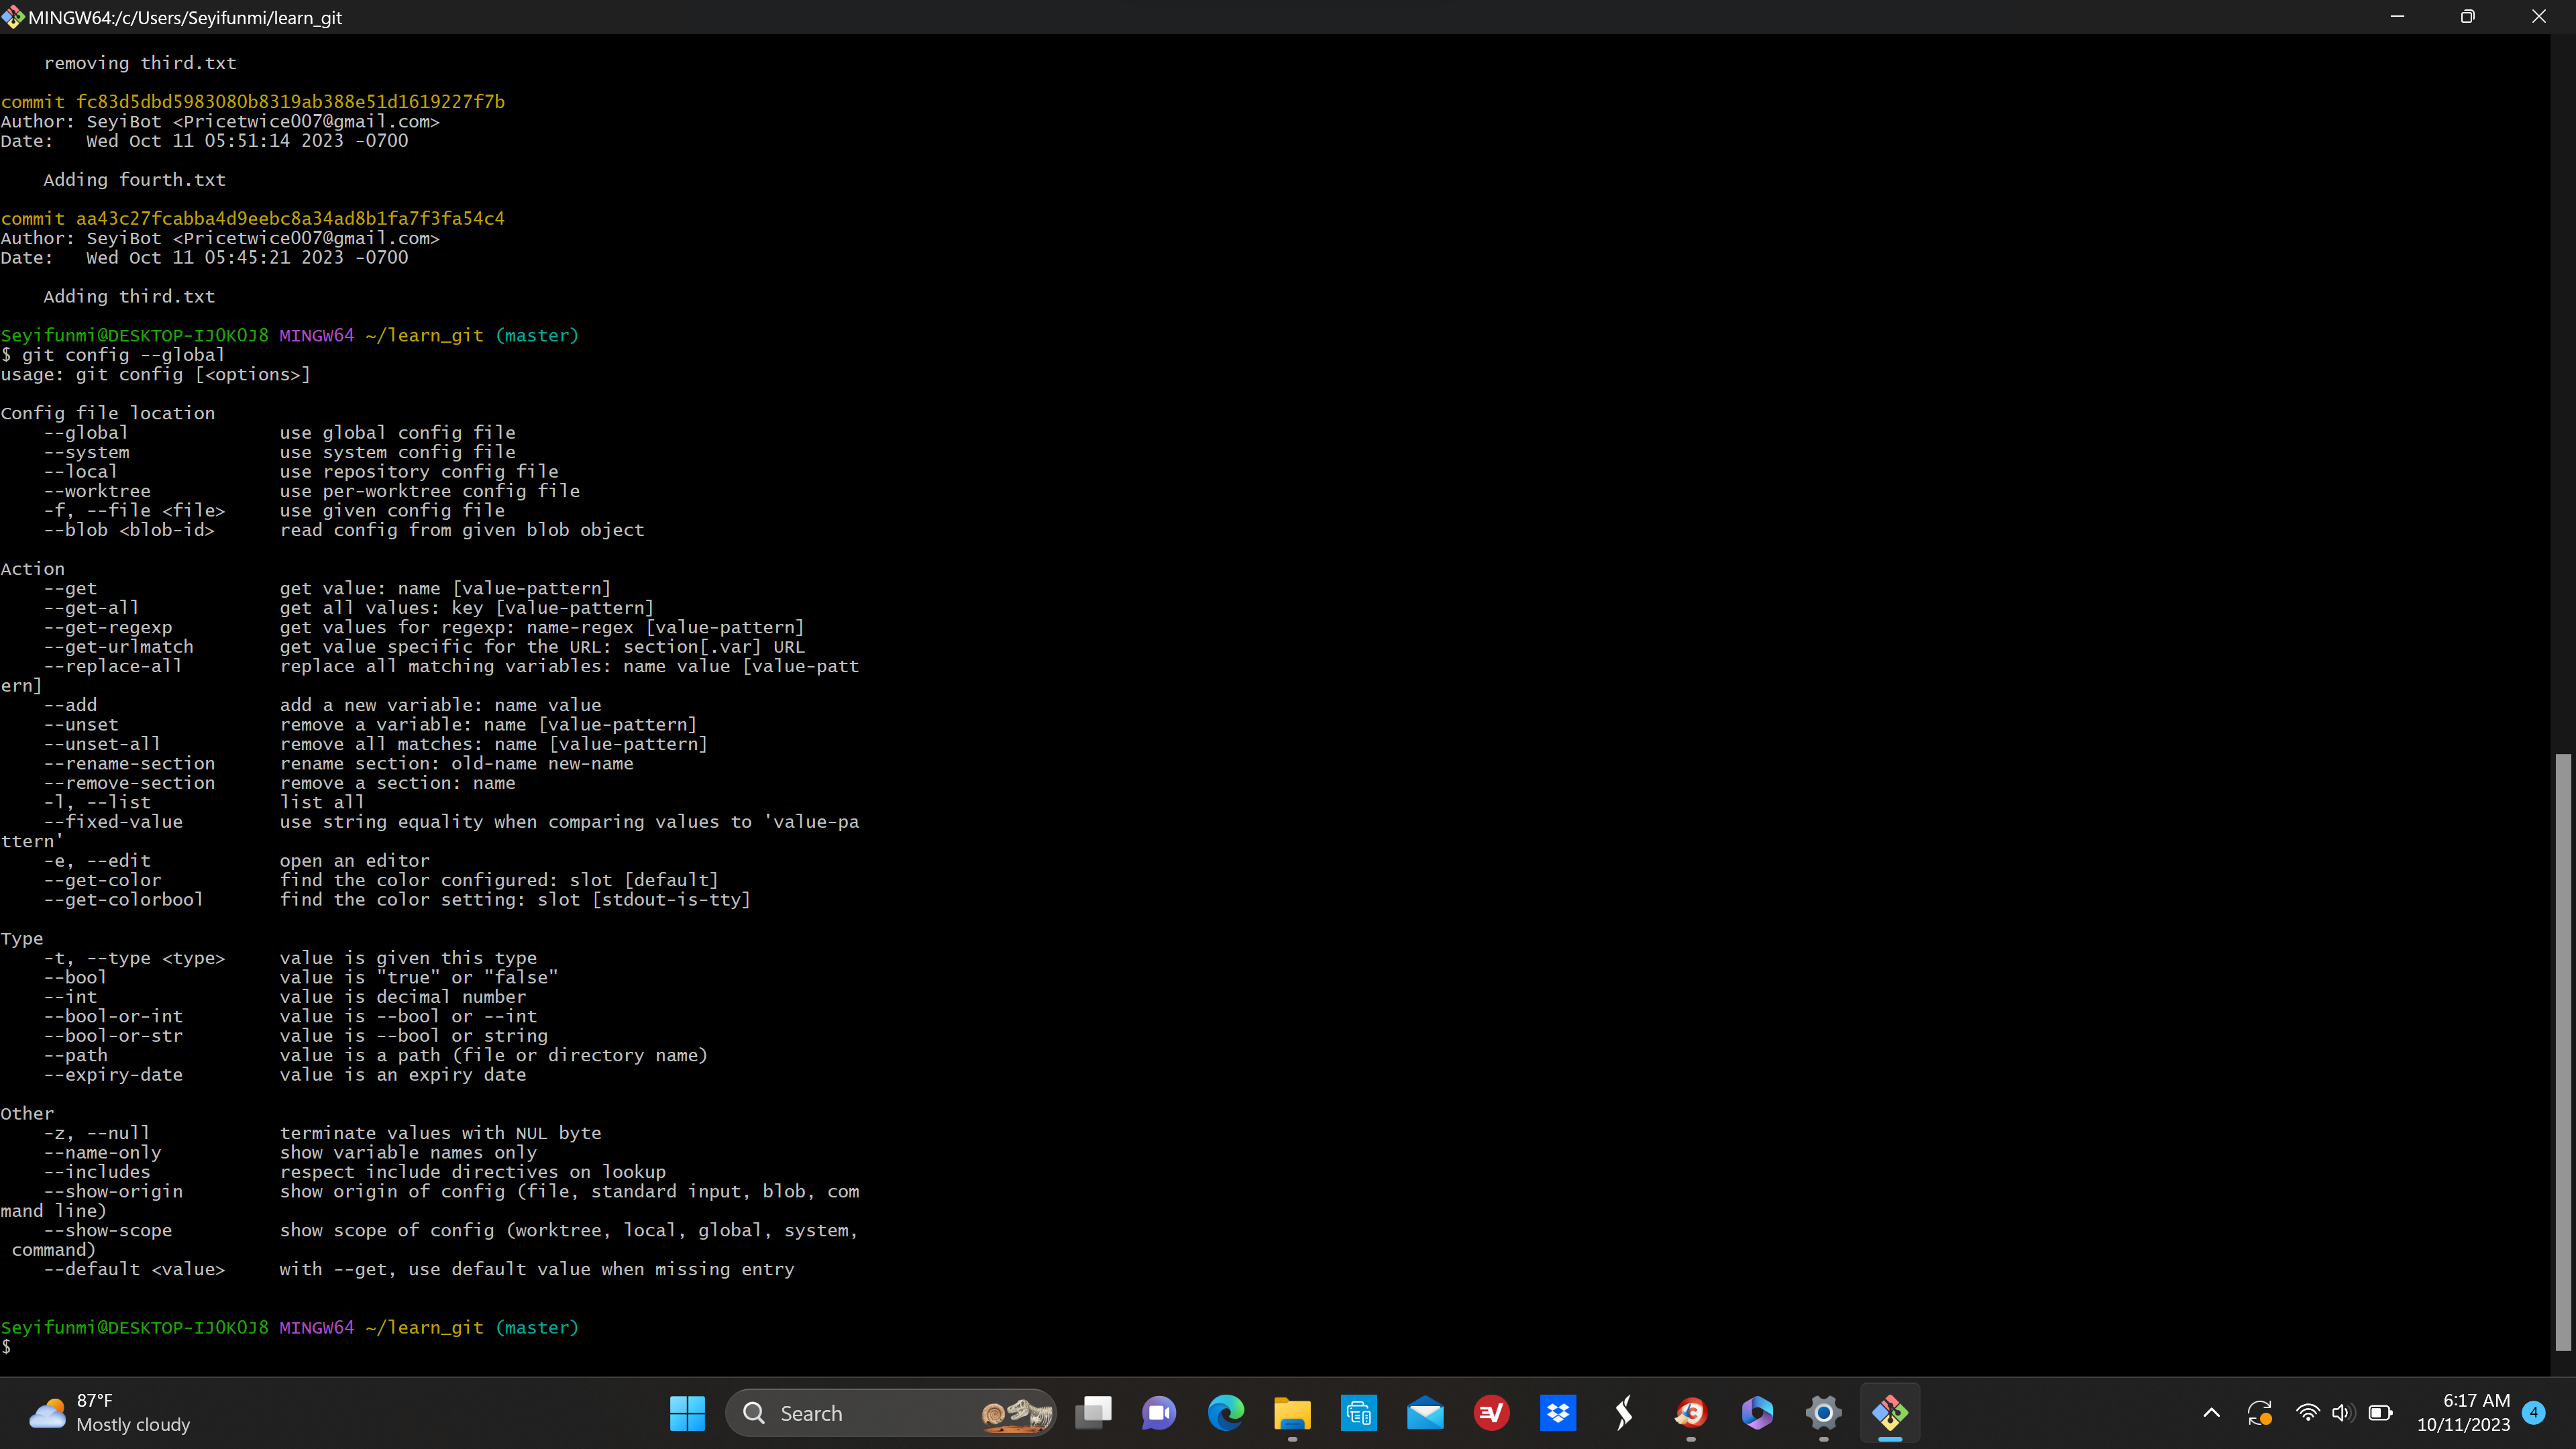 MINGW64:/c/Users/Seyifunmi/learn_git
    removing third.txt
commit fc83d5dbd5983080b8319ab388e51d1619227f7b
Author: SeyiBot <Pricetwice007@gmail.com>
Date:   Wed Oct 11 05:51:14 2023 -0700
    Adding fourth.txt
commit aa43c27fcabba4d9eebc8a34ad8b1fa7f3fa54c4
Author: SeyiBot <Pricetwice007@gmail.com>
Date:   Wed Oct 11 05:45:21 2023 -0700
    Adding third.txt
Seyifunmi@DESKTOP-IJ0K0J8 MINGW64 ~/learn_git (master)
$ git config --global
usage: git config [<options>]
Config file location
    --global              use global config file
    --system              use system config file
    --local               use repository config file
    --worktree            use per-worktree config file
    -f, --file <file>     use given config file
    --blob <blob-id>      read config from given blob object
Action
    --get                 get value: name [value-pattern]
    --get-all             get all values: key [value-pattern]
    --get-regexp          get values for regexp: name-regex [value-pattern]
    --get-urlmatch        get value specific for the URL: section[.var] URL
    --replace-all         replace all matching variables: name value [value-patt
ern]
    --add                 add a new variable: name value
    --unset               remove a variable: name [value-pattern]
    --unset-all           remove all matches: name [value-pattern]
    --rename-section      rename section: old-name new-name
    --remove-section      remove a section: name
    -l, --list            list all
    --fixed-value         use string equality when comparing values to 'value-pa
ttern'
    -e, --edit            open an editor
    --get-color           find the color configured: slot [default]
    --get-colorbool       find the color setting: slot [stdout-is-tty]
Type
    -t, --type <type>     value is given this type
    --bool                value is "true" or "false"
    --int                 value is decimal number
    --bool-or-int         value is --bool or --int
    --bool-or-str         value is --bool or string
    --path                value is a path (file or directory name)
    --expiry-date         value is an expiry date
Other
    -z, --null            terminate values with NUL byte
    --name-only           show variable names only
    --includes            respect include directives on lookup
    --show-origin         show origin of config (file, standard input, blob, com
mand line)
    --show-scope          show scope of config (worktree, local, global, system,
 command)
    --default <value>     with --get, use default value when missing entry
Seyifunmi@DESKTOP-IJ0K0J8 MINGW64 ~/learn_git (master)
$
87°F
Mostly cloudy
Search
6:17 AM
10/11/2023
4